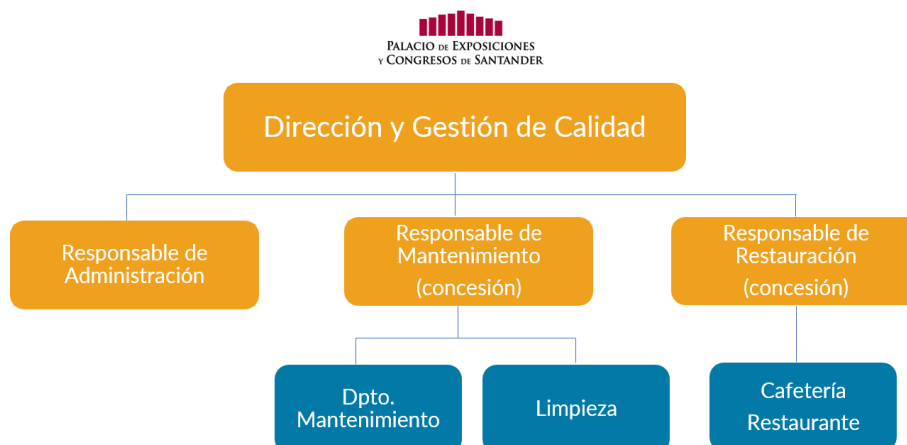 PALACIO DE EXPOSICIONES
Y CONGRESOS DE SANTANDER
Dirección y Gestión de Calidad
Responsable de
Administración
Responsable de
Mantenimiento
(concesión)
Responsable de
Restauración
(concesión)
Dpto.
Mantenimiento
Limpieza
Cafetería
Restaurante